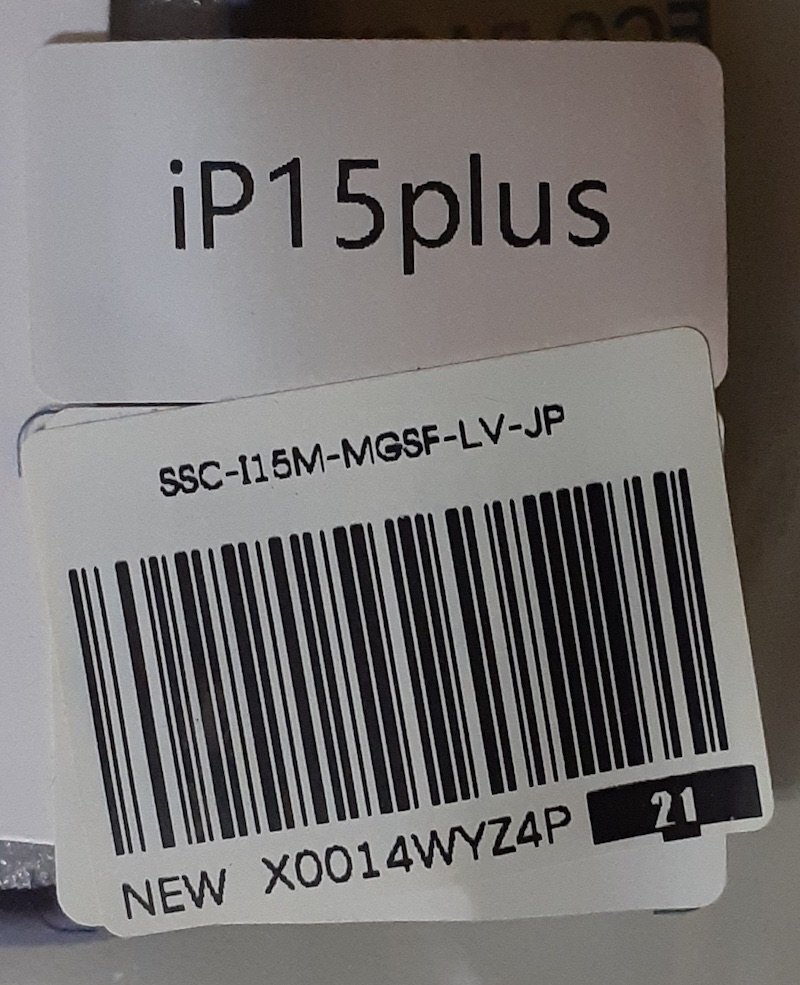 iP15plus
SSC-I15M-MGSF-LV-JP
NEW X0014WYZ4P 21